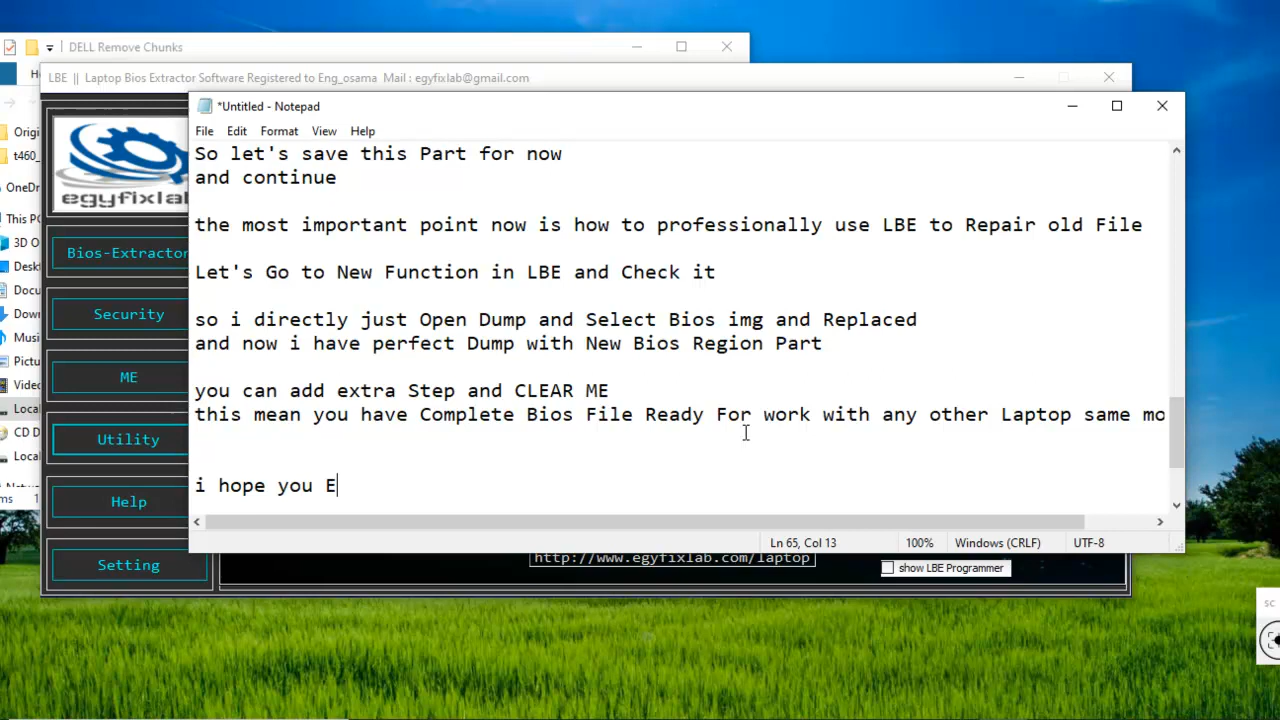 DELL Remove Chunks
LBE || Laptop Bios Extractor Software Registered to Eng_osama Mail : egyfixlab@gmail.com
*Untitled - Notepad
File Edit Format View Help
So let's save this Part for now
and continue
the most important point now is how to professionally use LBE to Repair old File
Let's Go to New Function in LBE and Check it
so i directly just Open Dump and Select Bios img and Replaced
and now i have perfect Dump with New Bios Region Part
you can add extra Step and CLEAR ME
this mean you have Complete Bios File Ready For work with any other Laptop same mo
i hope you E
Ln 65, Col 13 100% Windows (CRLF) UTF-8
egyfixlab
Bios-Extractor
Security
ME
Utility
Help
Setting
http://www.egyfixlab.com/laptop
show LBE Programmer
Origi
t460_
OneDr
This PC
3D O
Deskt
Docu
Down
Music
Pictu
Video
Local
CD D
Local
ms
sc